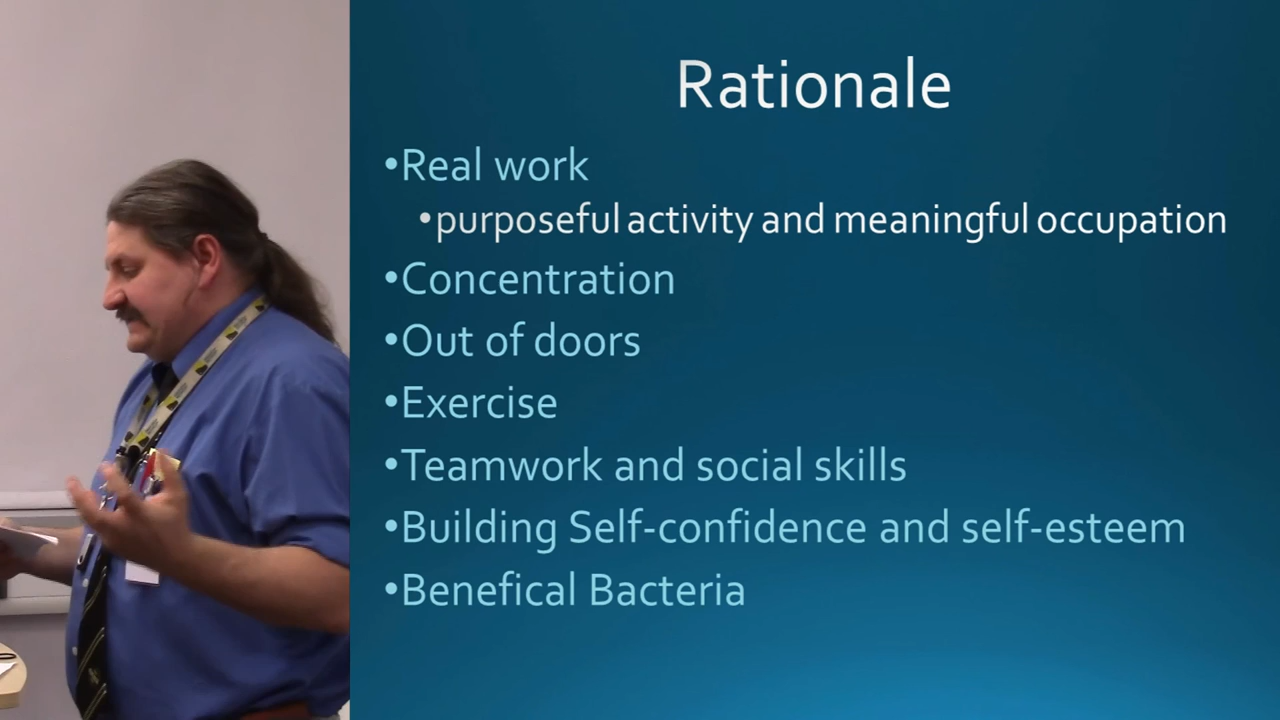 Rationale
•Real work
•purposeful activity and meaningful occupation
•Concentration
•Out of doors
•Exercise
•Teamwork and social skills
•Building Self-confidence and self-esteem
•Benefical Bacteria